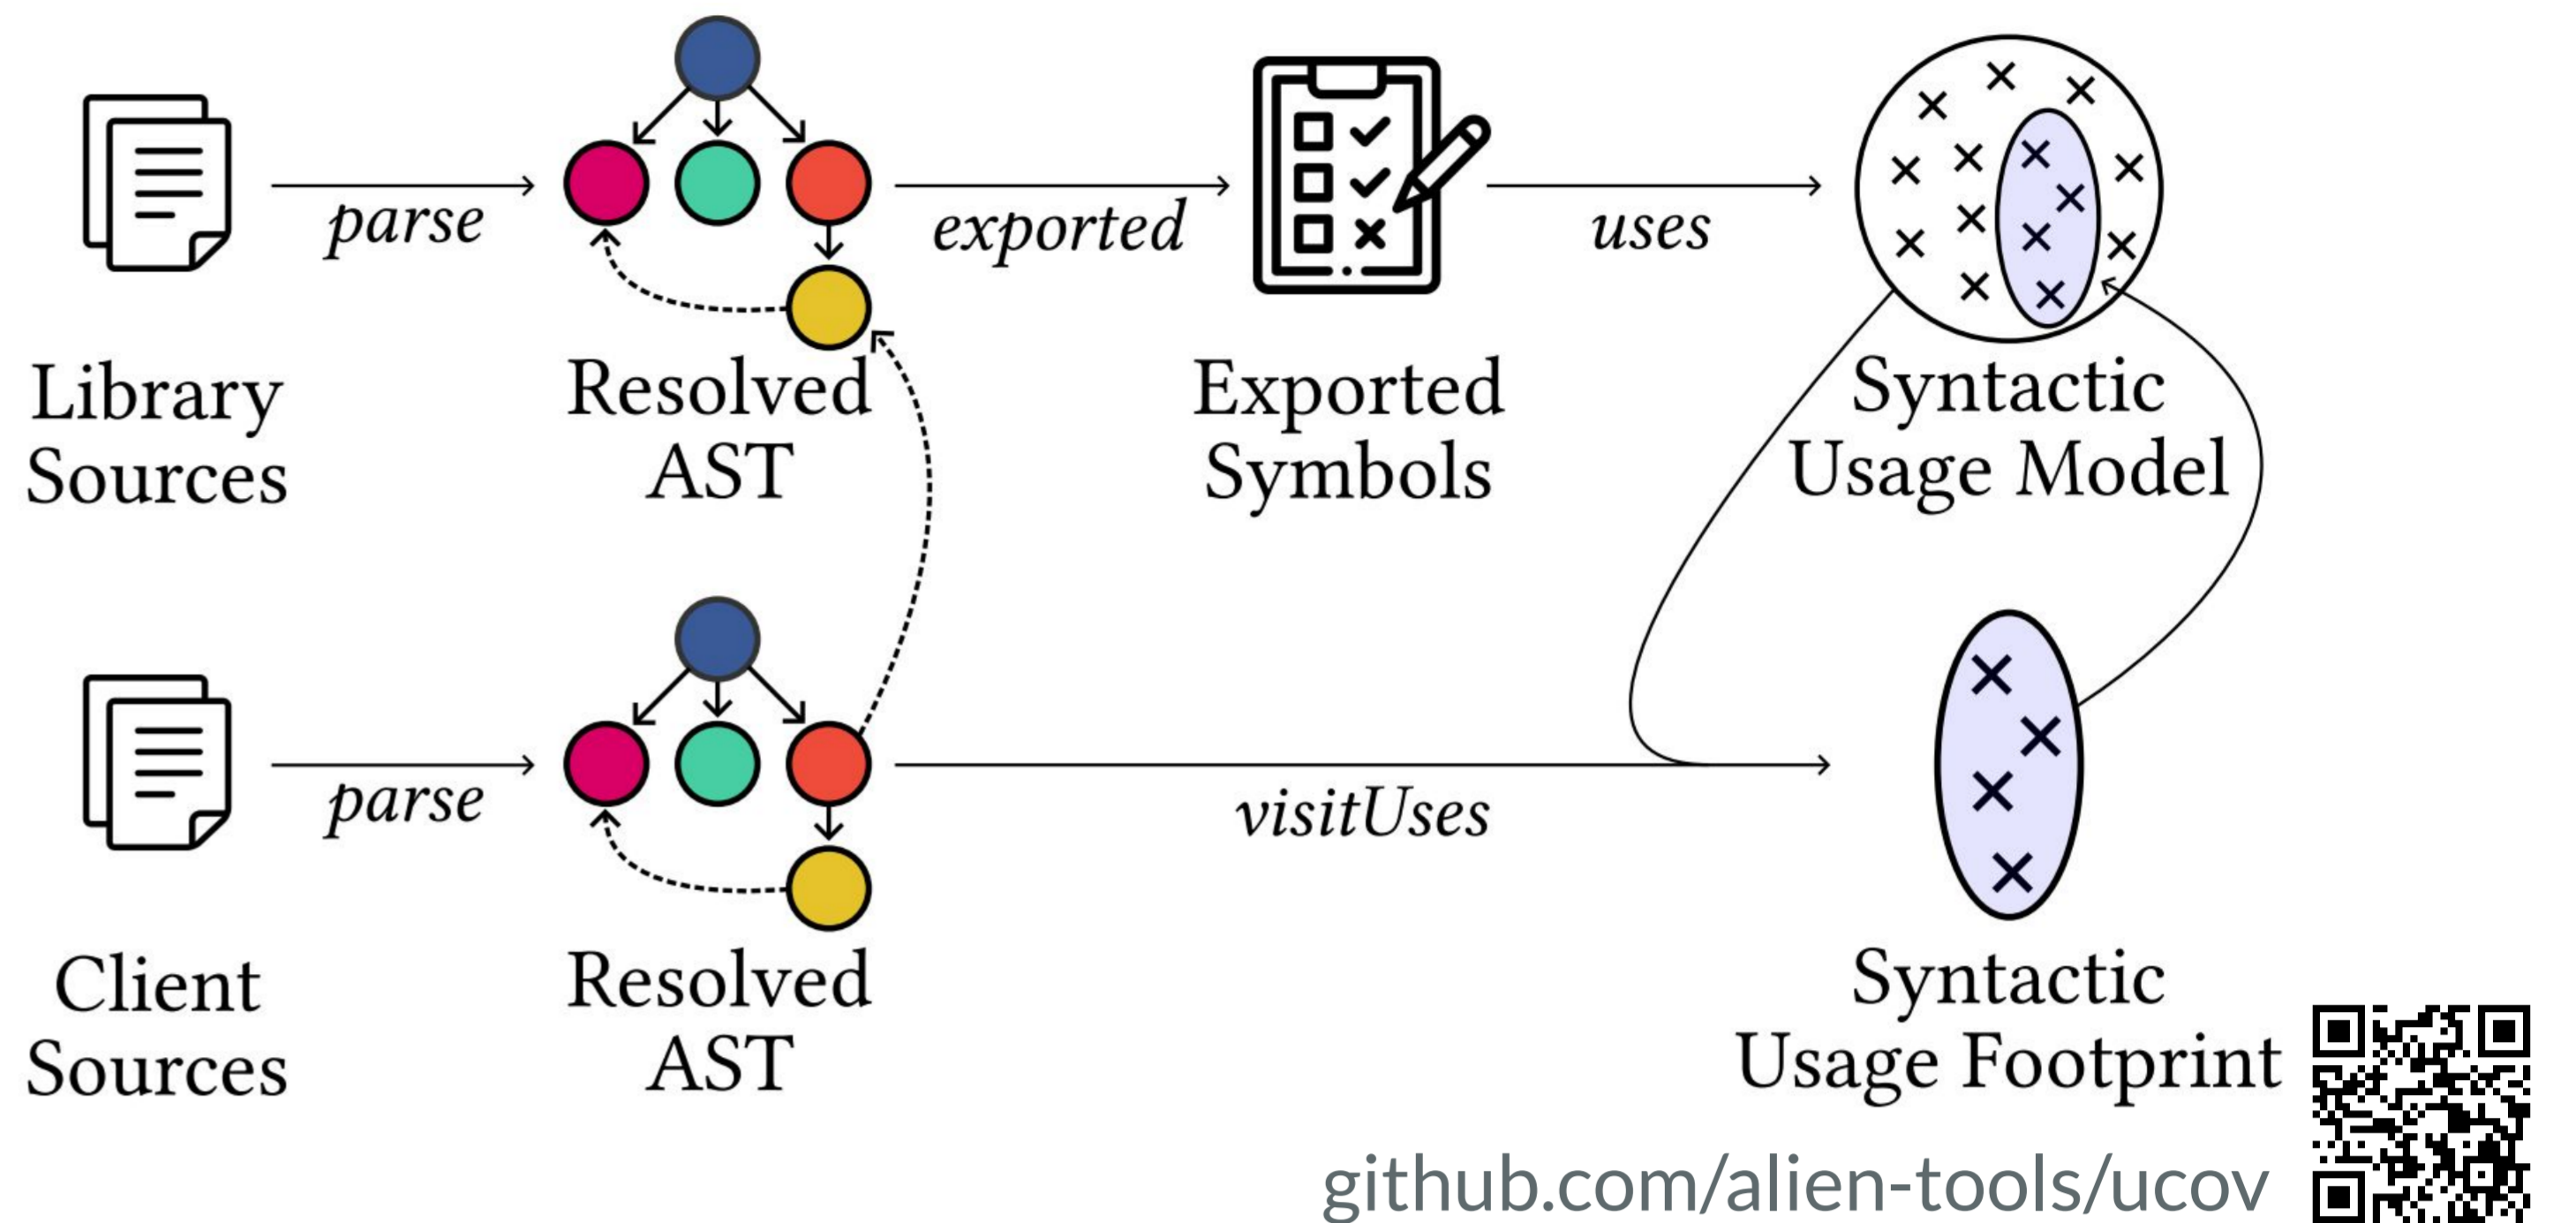 parse
exported
uses
Library
Sources
Resolved
AST
Exported
Symbols
Syntactic
Usage Model
parse
visitUses
Client
Sources
Resolved
AST
Syntactic
Usage Footprint
github.com/alien-tools/ucov